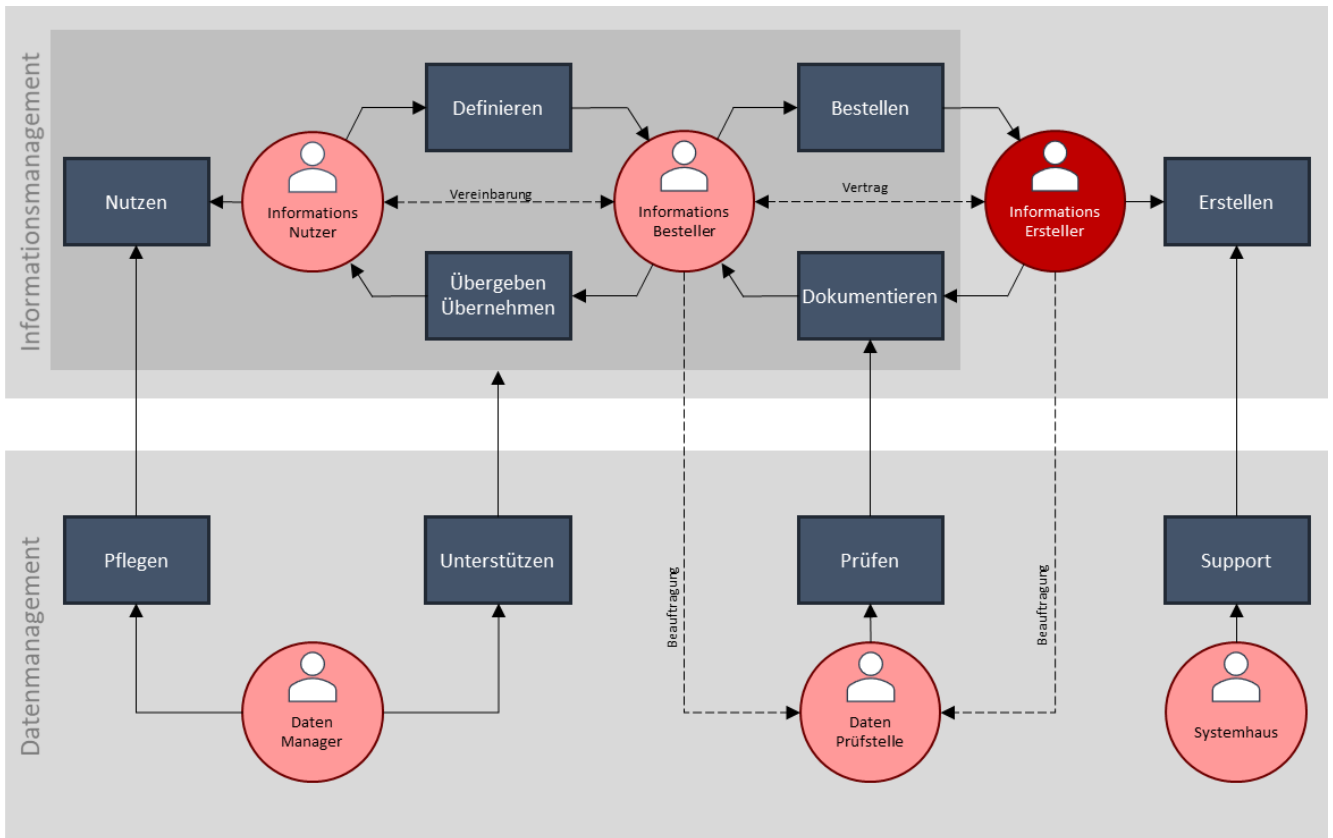 Informationsmanagement
Definieren
Bestellen
Nutzen
Informations
Nutzer
Vereinbarung
Informations
Besteller
Vertrag
Informations
Ersteller
Erstellen
Übergeben
Übernehmen
Dokumentieren
Datenmanagement
Pflegen
Unterstützen
Beauftragung
Prüfen
Beauftragung
Support
Daten
Manager
Daten
Prüfstelle
Systemhaus